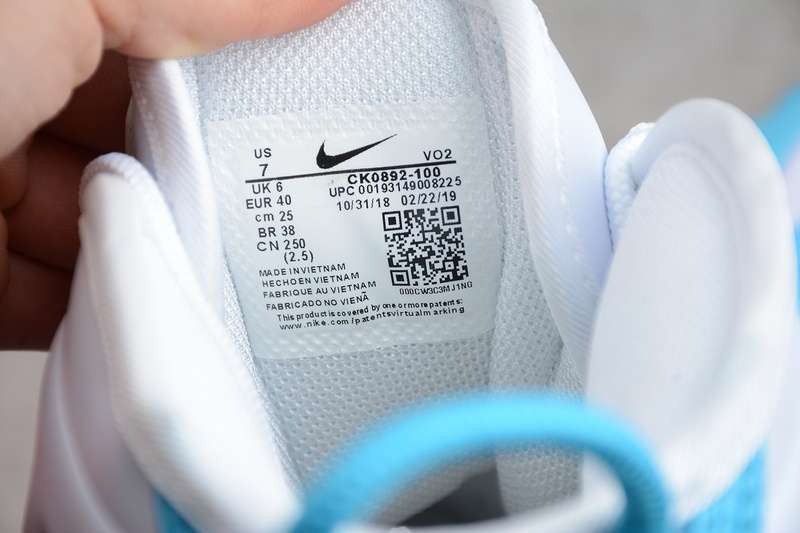 US
7 VO2
UK 6 CK0892-100
EUR 40 UPC 00193149008225
cm 25 10/31/18 02/22/19
BR 38
CN 250
(2.5)
MADE IN VIETNAM
HECHO EN VIETNAM
FABRIQUE AU VIETNAM
FABRICADO NO VIENÃ
000CW3C3MJ1NG
This product is covered by one or more patents:
www.nike.com/patentsvirtualmarking